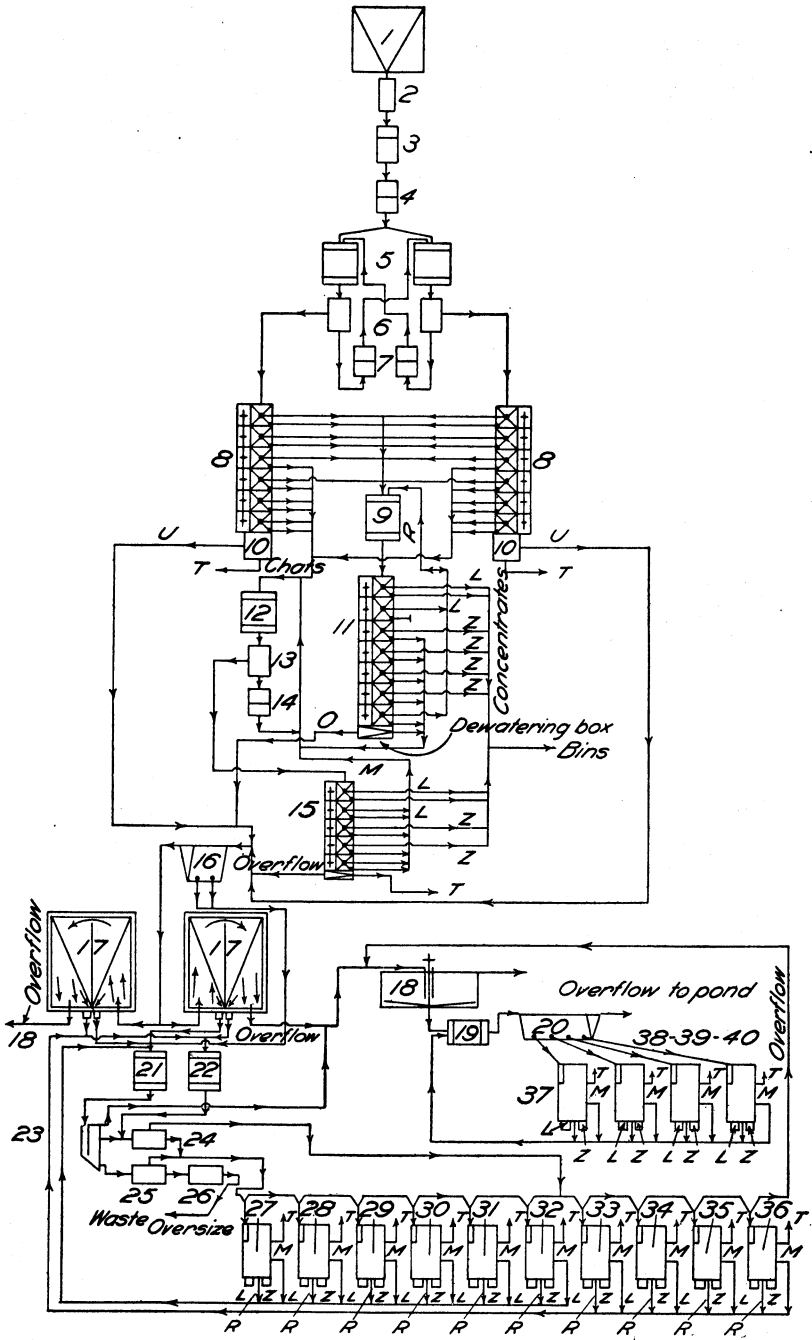 1
2
3
4
5
6
7
8 8
9
P
U 10 10 U
T Chats T
L
12 11 L Concentrates
Z
Z
13 Z
Z
14
O Dewatering box
Bins
M
L
15 L
Z
Z
16 Overflow
T
Overflow 17 17
18 Overflow to pond
18 Overflow 19 20 38-39-40 Overflow
21 22
T T T T
37 M M M M
23 24 L Z L Z L Z L Z
25 26
Waste Oversize
27 28 29 30 31 32 33 34 35 36
T T T T T T T T T T
M M M M M M M M M M
L Z L Z L Z L Z L Z L Z L Z L Z L Z L Z
R R R R R R R R R R